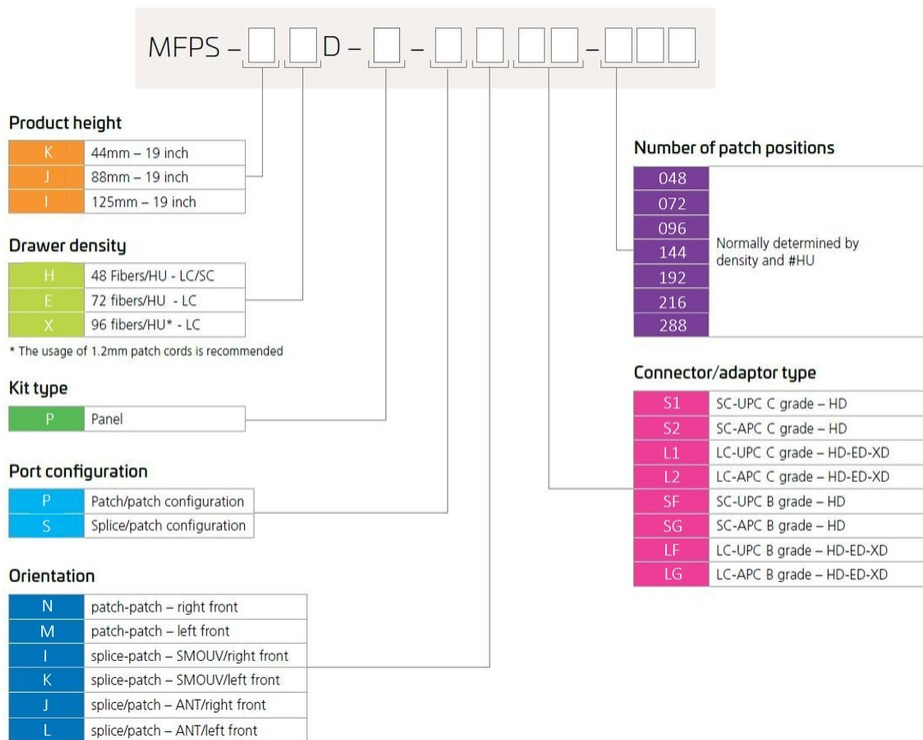 MFPS – D – – –
Product height
K 44mm – 19 inch
J 88mm – 19 inch
I 125mm – 19 inch
Drawer density
H 48 Fibers/HU - LC/SC
E 72 fibers/HU - LC
X 96 fibers/HU* - LC
* The usage of 1.2mm patch cords is recommended
Kit type
P Panel
Port configuration
P Patch/patch configuration
S Splice/patch configuration
Orientation
N patch-patch – right front
M patch-patch – left front
I splice-patch – SMOUV/right front
K splice-patch – SMOUV/left front
J splice/patch – ANT/right front
L splice/patch – ANT/left front
Number of patch positions
048
072
096
144
192
216
288
Normally determined by
density and #HU
Connector/adaptor type
S1 SC-UPC C grade – HD
S2 SC-APC C grade – HD
L1 LC-UPC C grade – HD-ED-XD
L2 LC-APC C grade – HD-ED-XD
SF SC-UPC B grade – HD
SG SC-APC B grade – HD
LF LC-UPC B grade – HD-ED-XD
LG LC-APC B grade – HD-ED-XD